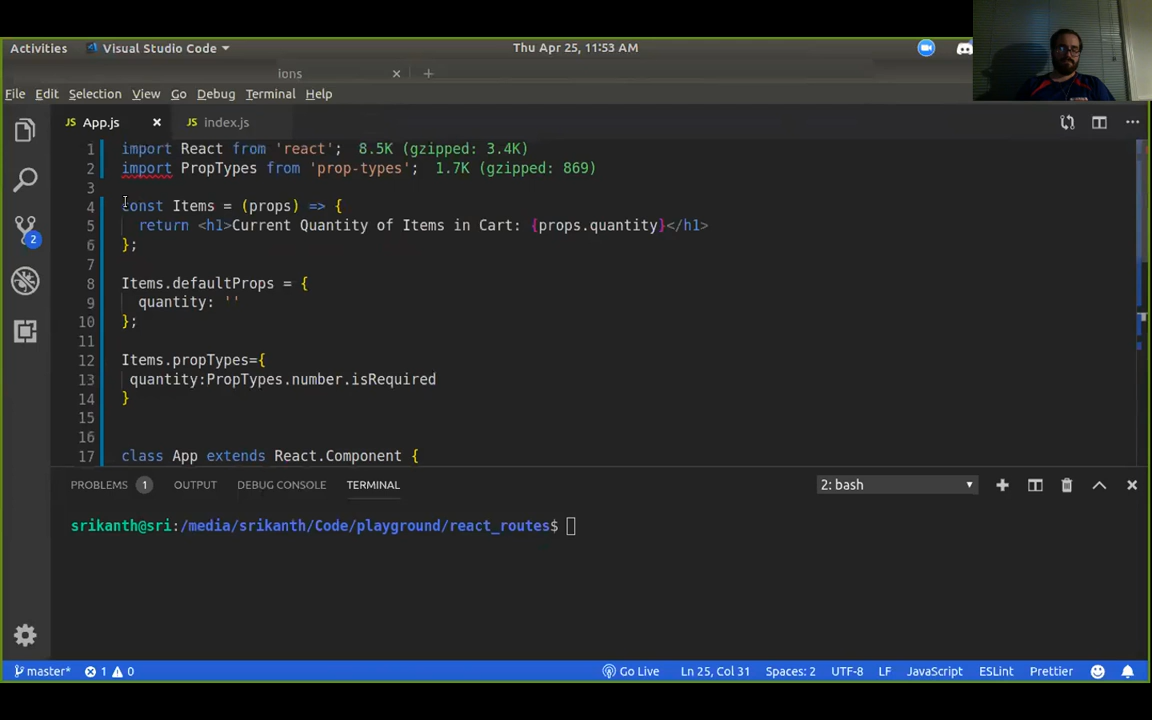 Activities Visual Studio Code Thu Apr 25, 11:53 AM
ions
File Edit Selection View Go Debug Terminal Help
JS App.js JS index.js
1 import React from 'react'; 8.5K (gzipped: 3.4K)
2 import PropTypes from 'prop-types'; 1.7K (gzipped: 869)
3
4 const Items = (props) => {
5 return <h1>Current Quantity of Items in Cart: {props.quantity}</h1>
6 };
7
8 Items.defaultProps = {
9 quantity: ''
10 };
11
12 Items.propTypes={
13 quantity:PropTypes.number.isRequired
14 }
15
16
17 class App extends React.Component {
2
PROBLEMS 1 OUTPUT DEBUG CONSOLE TERMINAL 2: bash
srikanth@sri:/media/srikanth/Code/playground/react_routes$
master* 1 0 Go Live Ln 25, Col 31 Spaces: 2 UTF-8 LF JavaScript ESLint Prettier